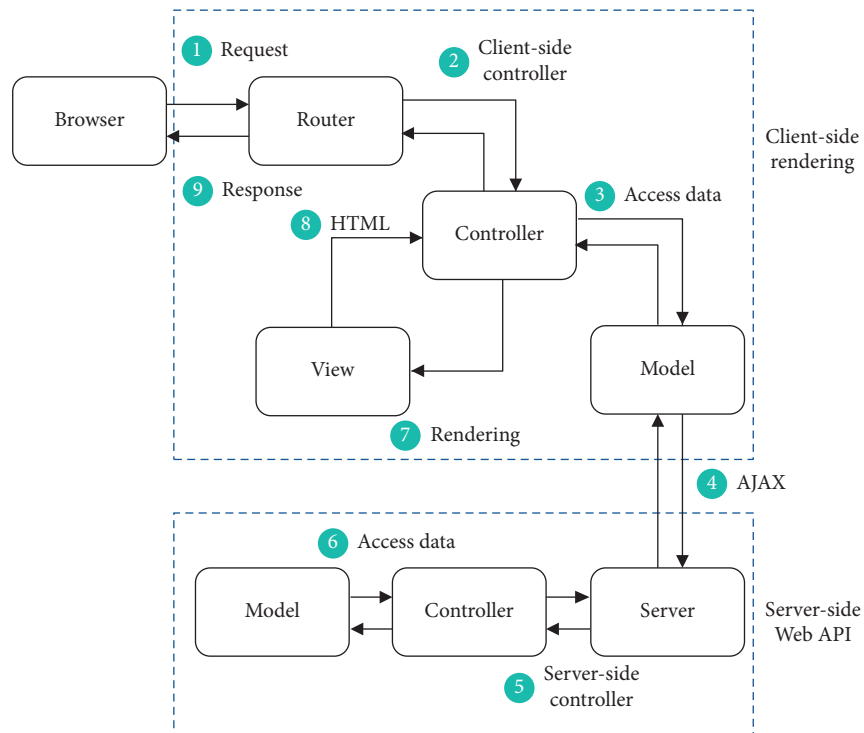 1 Request
2 Client-side
controller
Browser
Router
Client-side
rendering
9 Response
3 Access data
8 HTML
Controller
View
Model
7 Rendering
4 AJAX
6 Access data
Model
Controller
Server
Server-side
Web API
5 Server-side
controller